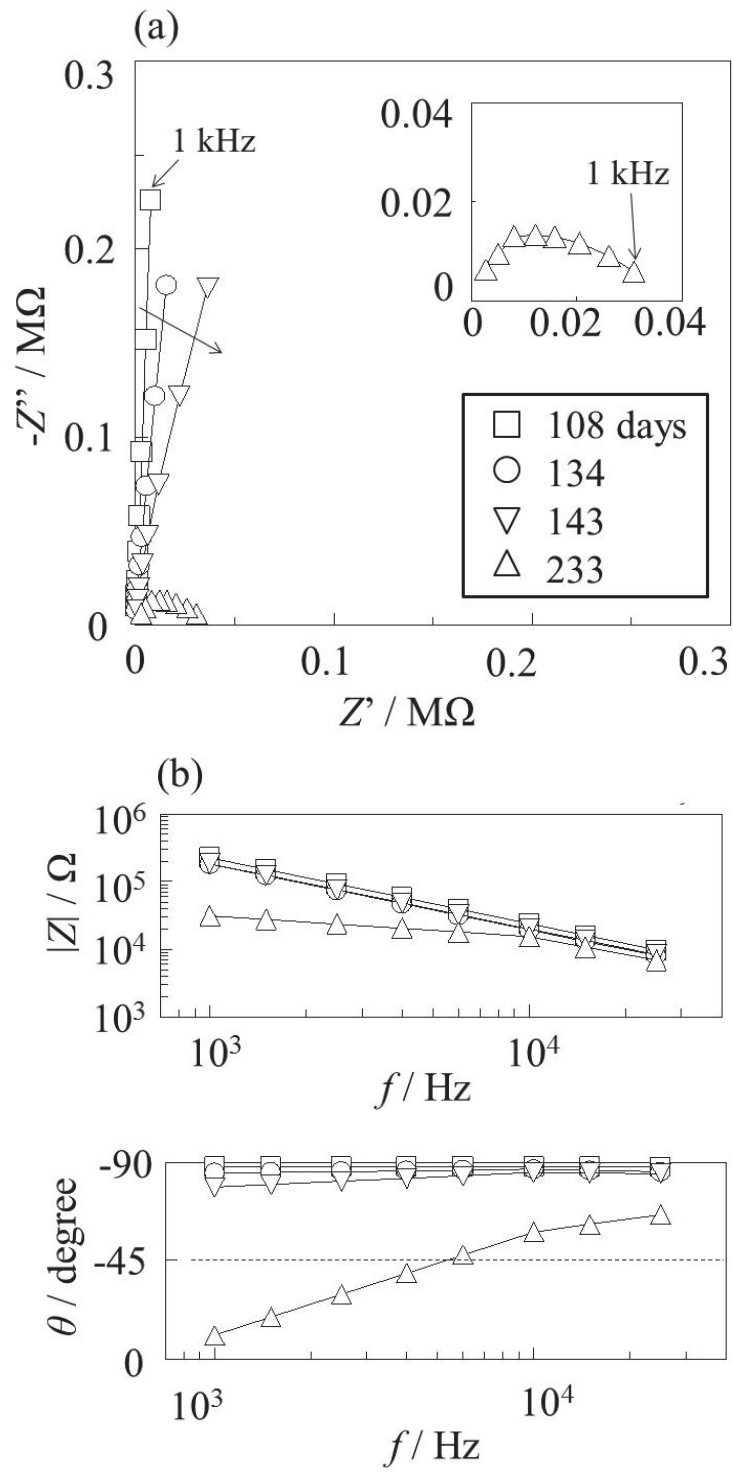 (a)
0.3
0.2
0.1
0
-Z’’ / MΩ
1 kHz
0.04
0.02
0
1 kHz
0 0.02 0.04
108 days
134
143
233
0 0.1 0.2 0.3
Z’ / MΩ
(b)
10⁶
10⁵
10⁴
10³
|Z| / Ω
10³ 10⁴
f / Hz
-90
-45
0
θ / degree
10³ 10⁴
f / Hz